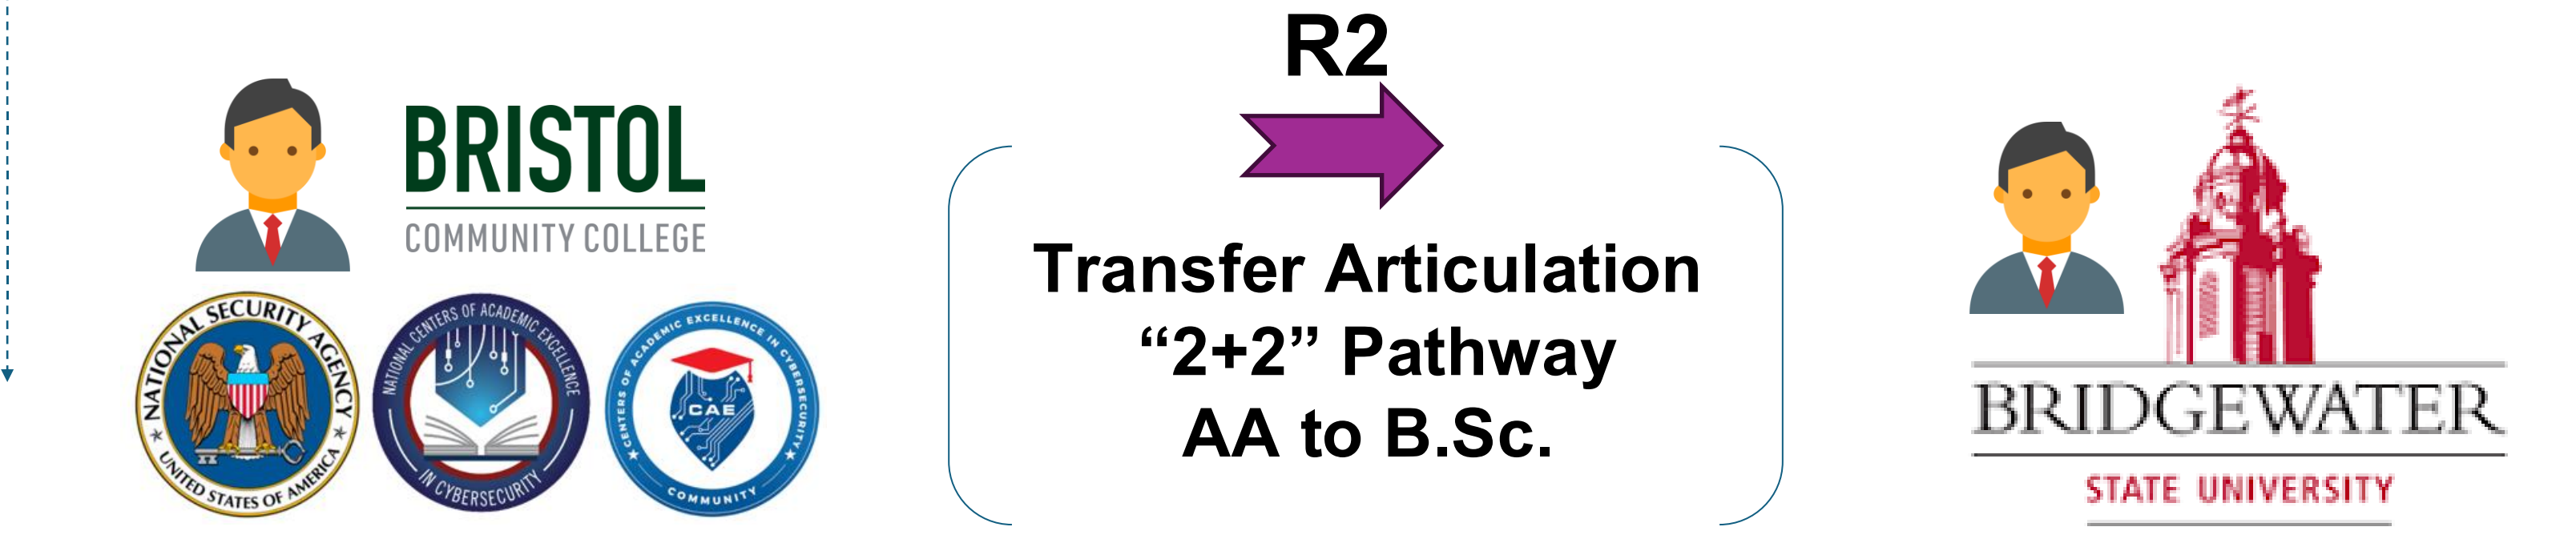 R2
BRISTOL
COMMUNITY COLLEGE
NATIONAL SECURITY AGENCY
UNITED STATES OF AMERICA
NATIONAL CENTERS OF ACADEMIC EXCELLENCE
IN CYBERSECURITY
CENTERS OF ACADEMIC EXCELLENCE IN CYBERSECURITY
CAE
COMMUNITY
Transfer Articulation
“2+2” Pathway
AA to B.Sc.
BRIDGEWATER
STATE UNIVERSITY